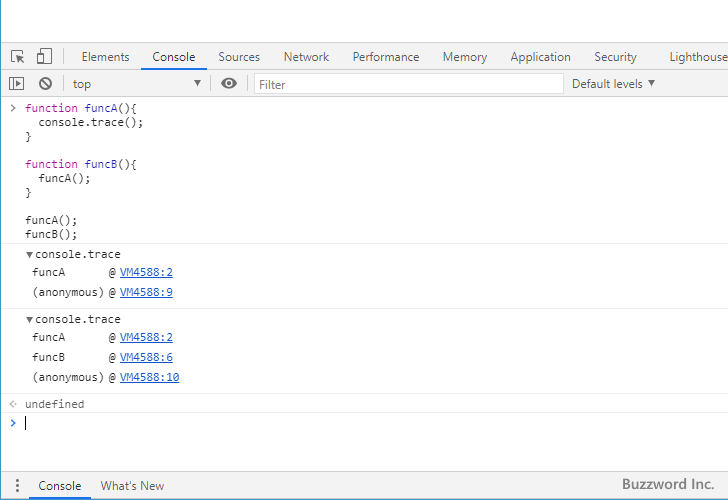 Elements Console Sources Network Performance Memory Application Security Lighthouse
top ▼ Filter Default levels ▼
> function funcA(){
console.trace();
}
function funcB(){
funcA();
}
funcA();
funcB();
▼console.trace
funcA @ VM4588:2
(anonymous) @ VM4588:9
▼console.trace
funcA @ VM4588:2
funcB @ VM4588:6
(anonymous) @ VM4588:10
undefined
>
Console What's New Buzzword Inc.